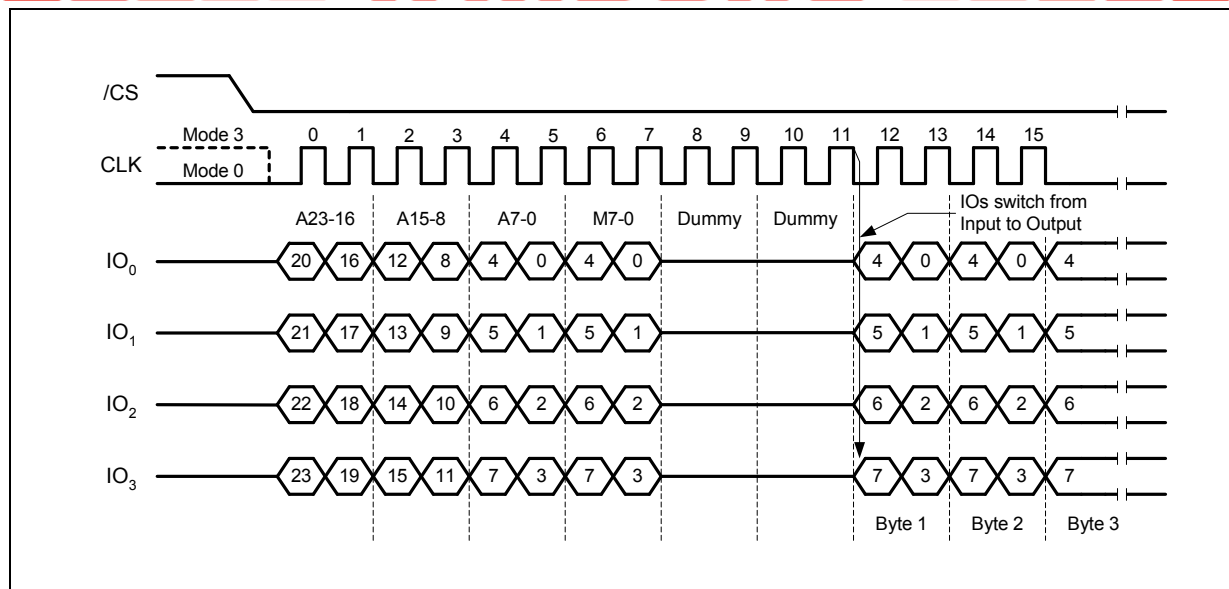 /CS
Mode 3 0 1 2 3 4 5 6 7 8 9 10 11 12 13 14 15
CLK
Mode 0
IOs switch from
Input to Output
A23-16 A15-8 A7-0 M7-0 Dummy Dummy
IO0 20 16 12 8 4 0 4 0 4 0 4 0 4
IO1 21 17 13 9 5 1 5 1 5 1 5 1 5
IO2 22 18 14 10 6 2 6 2 6 2 6 2 6
IO3 23 19 15 11 7 3 7 3 7 3 7 3 7
Byte 1 Byte 2 Byte 3